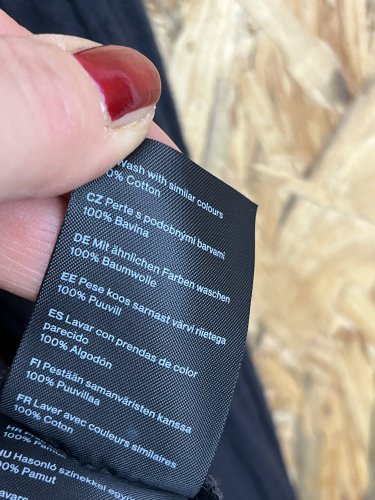 Wash with similar colours
100% Cotton
CZ Perte s podobnými barvami
100% Bavlna
DE Mit ähnlichen Farben waschen
100% Baumwolle
EE Pese koos sarnast värvi riietega
100% Puuvill
ES Lavar con prendas de color
parecido
100% Algodón
FI Pestään samanväristen kanssa
100% Puuvillaa
FR Laver avec couleurs similaires
100% Coton
100% Pamut
HU Hasonló színekkel
100% Pamut